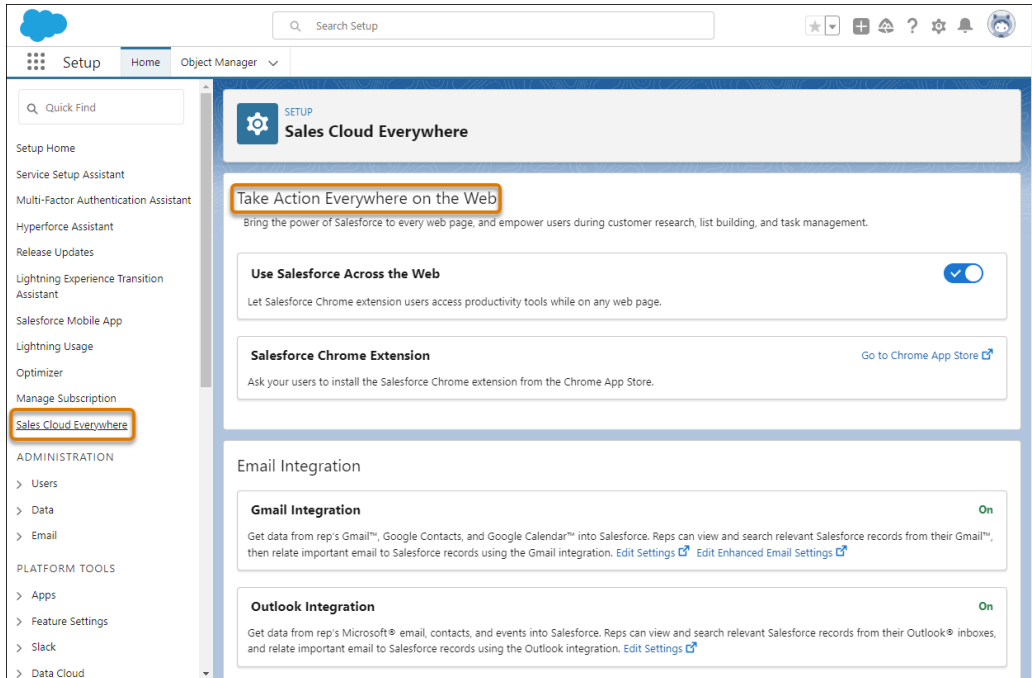 Search Setup
Setup
Home
Object Manager
Quick Find
Setup Home
Service Setup Assistant
Multi-Factor Authentication Assistant
Hyperforce Assistant
Release Updates
Lightning Experience Transition
Assistant
Salesforce Mobile App
Lightning Usage
Optimizer
Manage Subscription
Sales Cloud Everywhere
ADMINISTRATION
Users
Data
Email
PLATFORM TOOLS
Apps
Feature Settings
Slack
Data Cloud
SETUP
Sales Cloud Everywhere
Take Action Everywhere on the Web
Bring the power of Salesforce to every web page, and empower users during customer research, list building, and task management.
Use Salesforce Across the Web
Let Salesforce Chrome extension users access productivity tools while on any web page.
Salesforce Chrome Extension
Go to Chrome App Store
Ask your users to install the Salesforce Chrome extension from the Chrome App Store.
Email Integration
Gmail Integration
On
Get data from rep's Gmail™, Google Contacts, and Google Calendar™ into Salesforce. Reps can view and search relevant Salesforce records from their Gmail™,
then relate important email to Salesforce records using the Gmail integration. Edit Settings Edit Enhanced Email Settings
Outlook Integration
On
Get data from rep's Microsoft® email, contacts, and events into Salesforce. Reps can view and search relevant Salesforce records from their Outlook® inboxes,
and relate important email to Salesforce records using the Outlook integration. Edit Settings